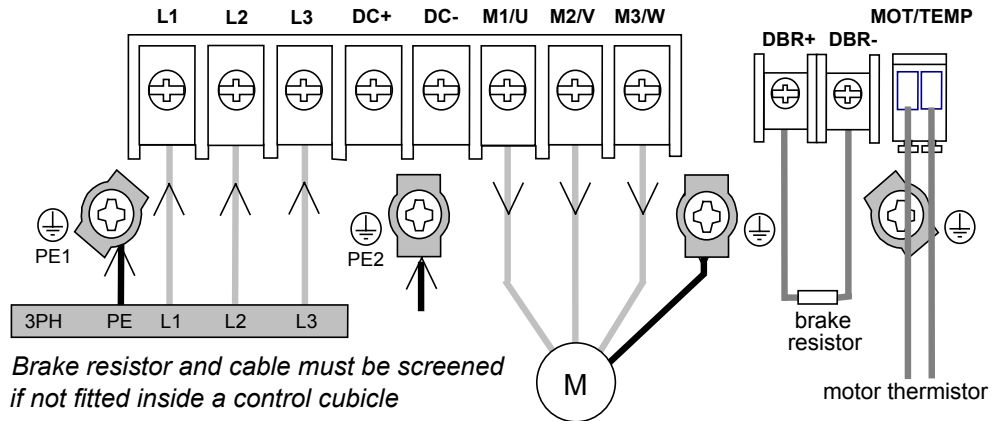 L1 L2 L3 DC+ DC- M1/U M2/V M3/W MOT/TEMP
DBR+ DBR-
PE1
PE2
3PH PE L1 L2 L3
brake
resistor
Brake resistor and cable must be screened
if not fitted inside a control cubicle
M
motor thermistor